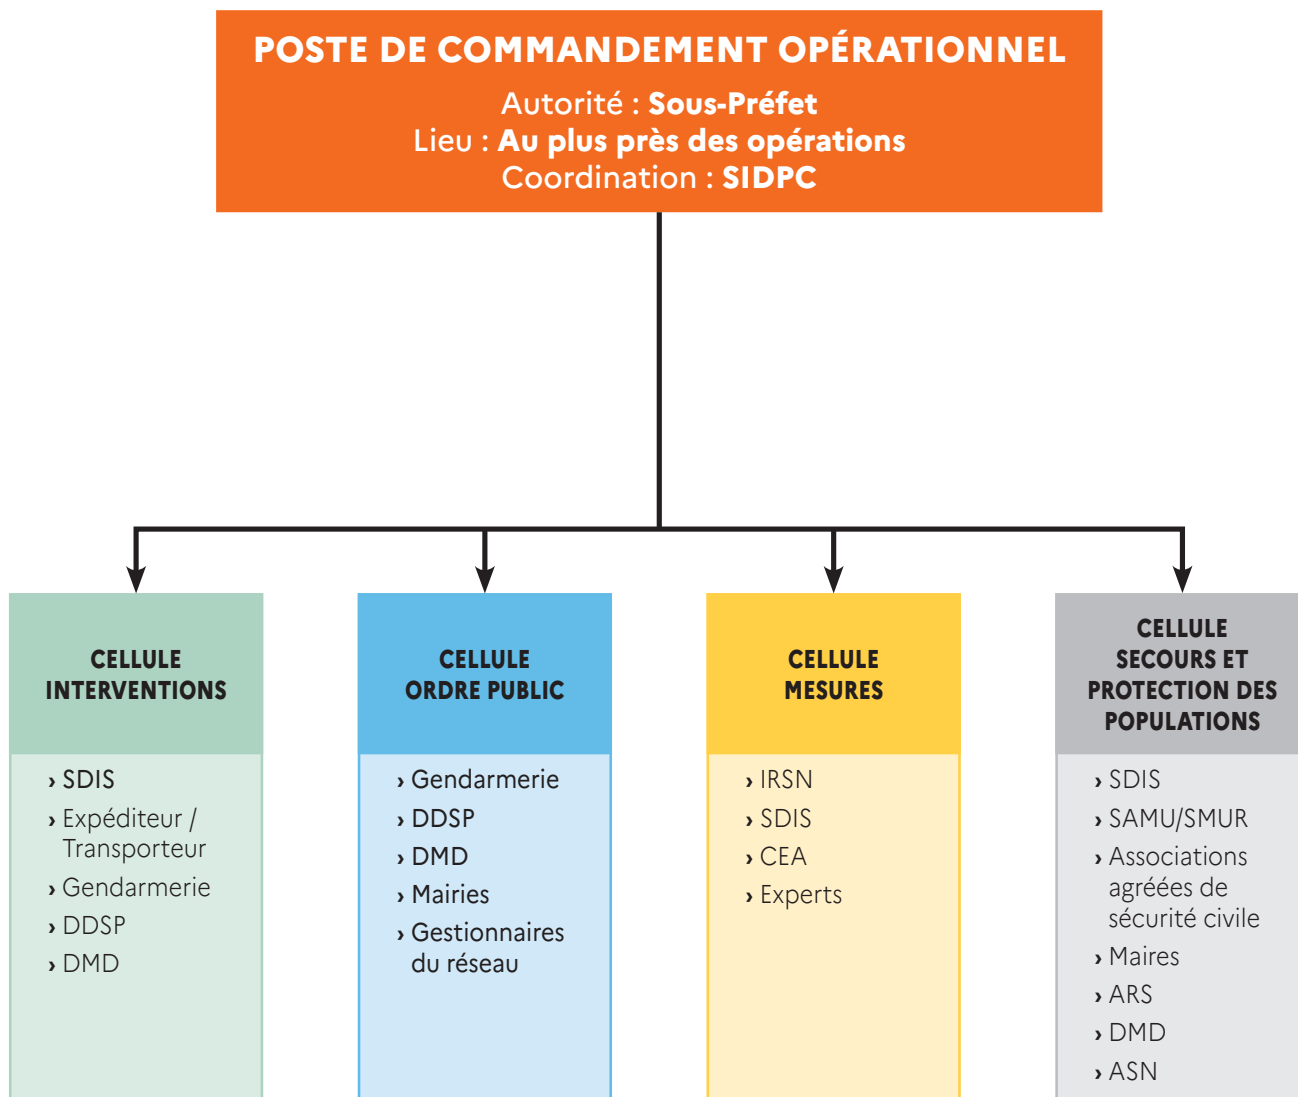 POSTE DE COMMANDEMENT OPÉRATIONNEL
Autorité : Sous-Préfet
Lieu : Au plus près des opérations
Coordination : SIDPC
CELLULE
INTERVENTIONS
› SDIS
› Expéditeur /
Transporteur
› Gendarmerie
› DDSP
› DMD
CELLULE
ORDRE PUBLIC
› Gendarmerie
› DDSP
› DMD
› Mairies
› Gestionnaires
du réseau
CELLULE
MESURES
› IRSN
› SDIS
› CEA
› Experts
CELLULE
SECOURS ET
PROTECTION DES
POPULATIONS
› SDIS
› SAMU/SMUR
› Associations
agréées de
sécurité civile
› Maires
› ARS
› DMD
› ASN